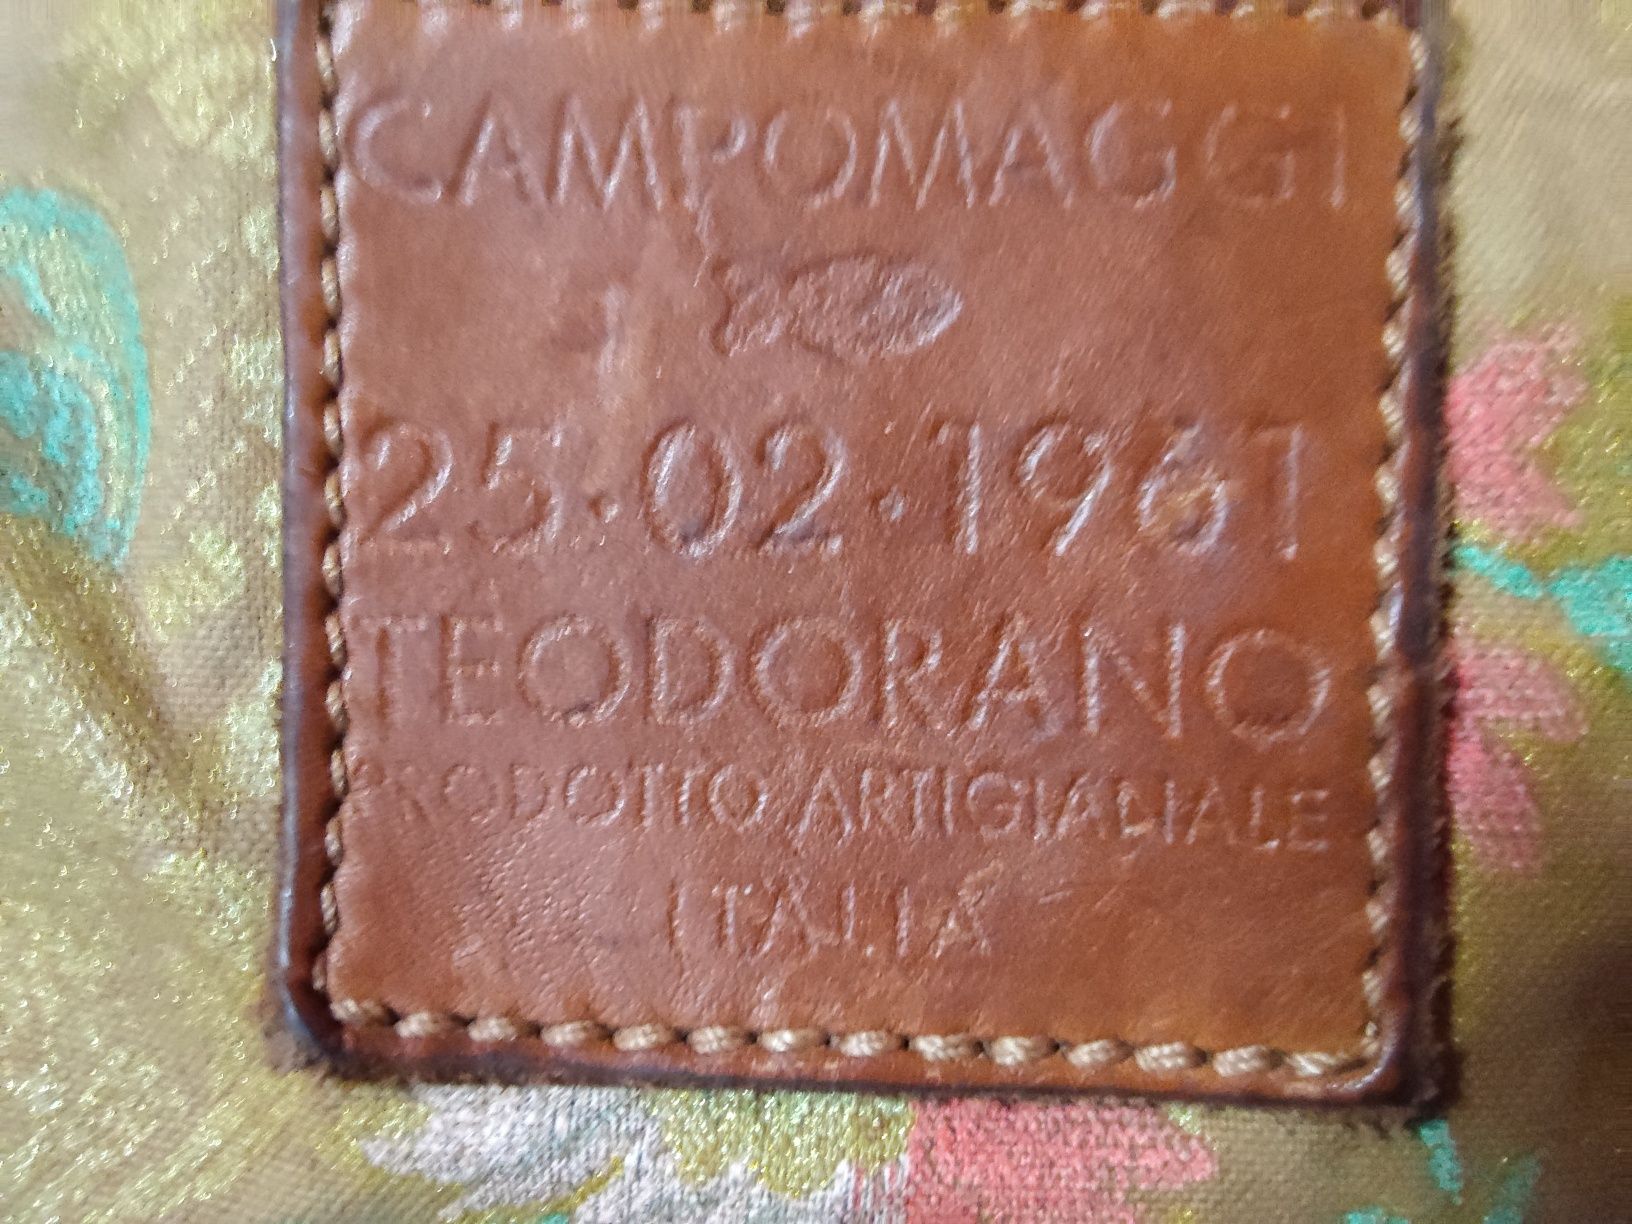 CAMPOMAGGI
25·02·1961
TEODORANO
PRODOTTO ARTIGIANALE
ITALIA